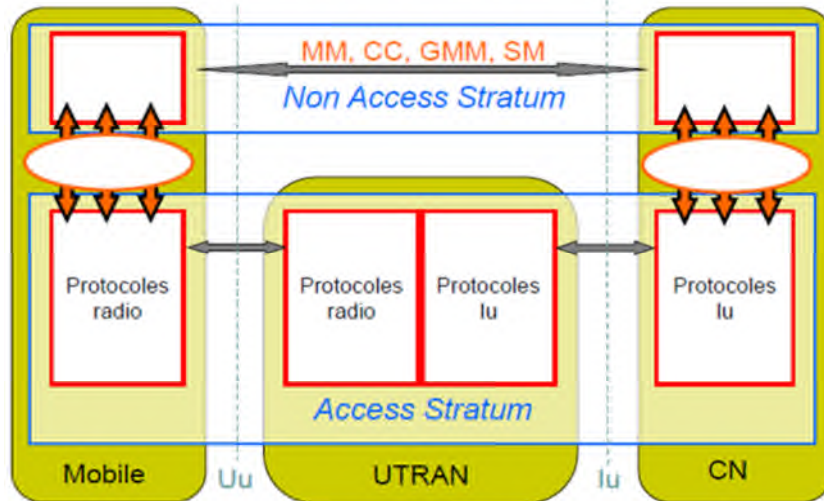 MM, CC, GMM, SM
Non Access Stratum
Protocoles
radio
Protocoles
radio
Protocoles
Iu
Protocoles
Iu
Access Stratum
Mobile
Uu
UTRAN
Iu
CN